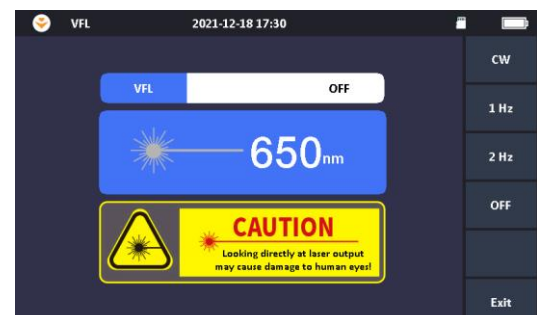 VFL 2021-12-18 17:30
VFL OFF
650nm
CAUTION
Looking directly at laser output
may cause damage to human eyes!
CW
1 Hz
2 Hz
OFF
Exit